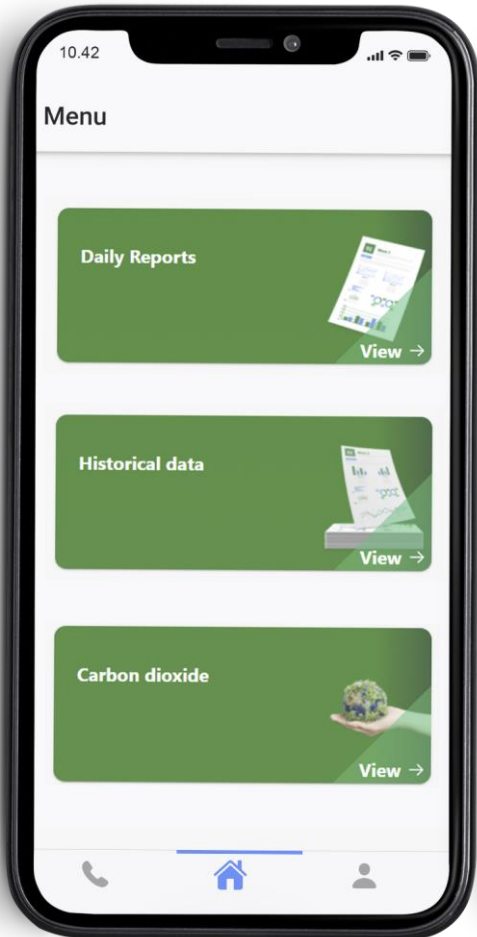 10.42
Menu
Daily Reports
View →
Historical data
View →
Carbon dioxide
View →